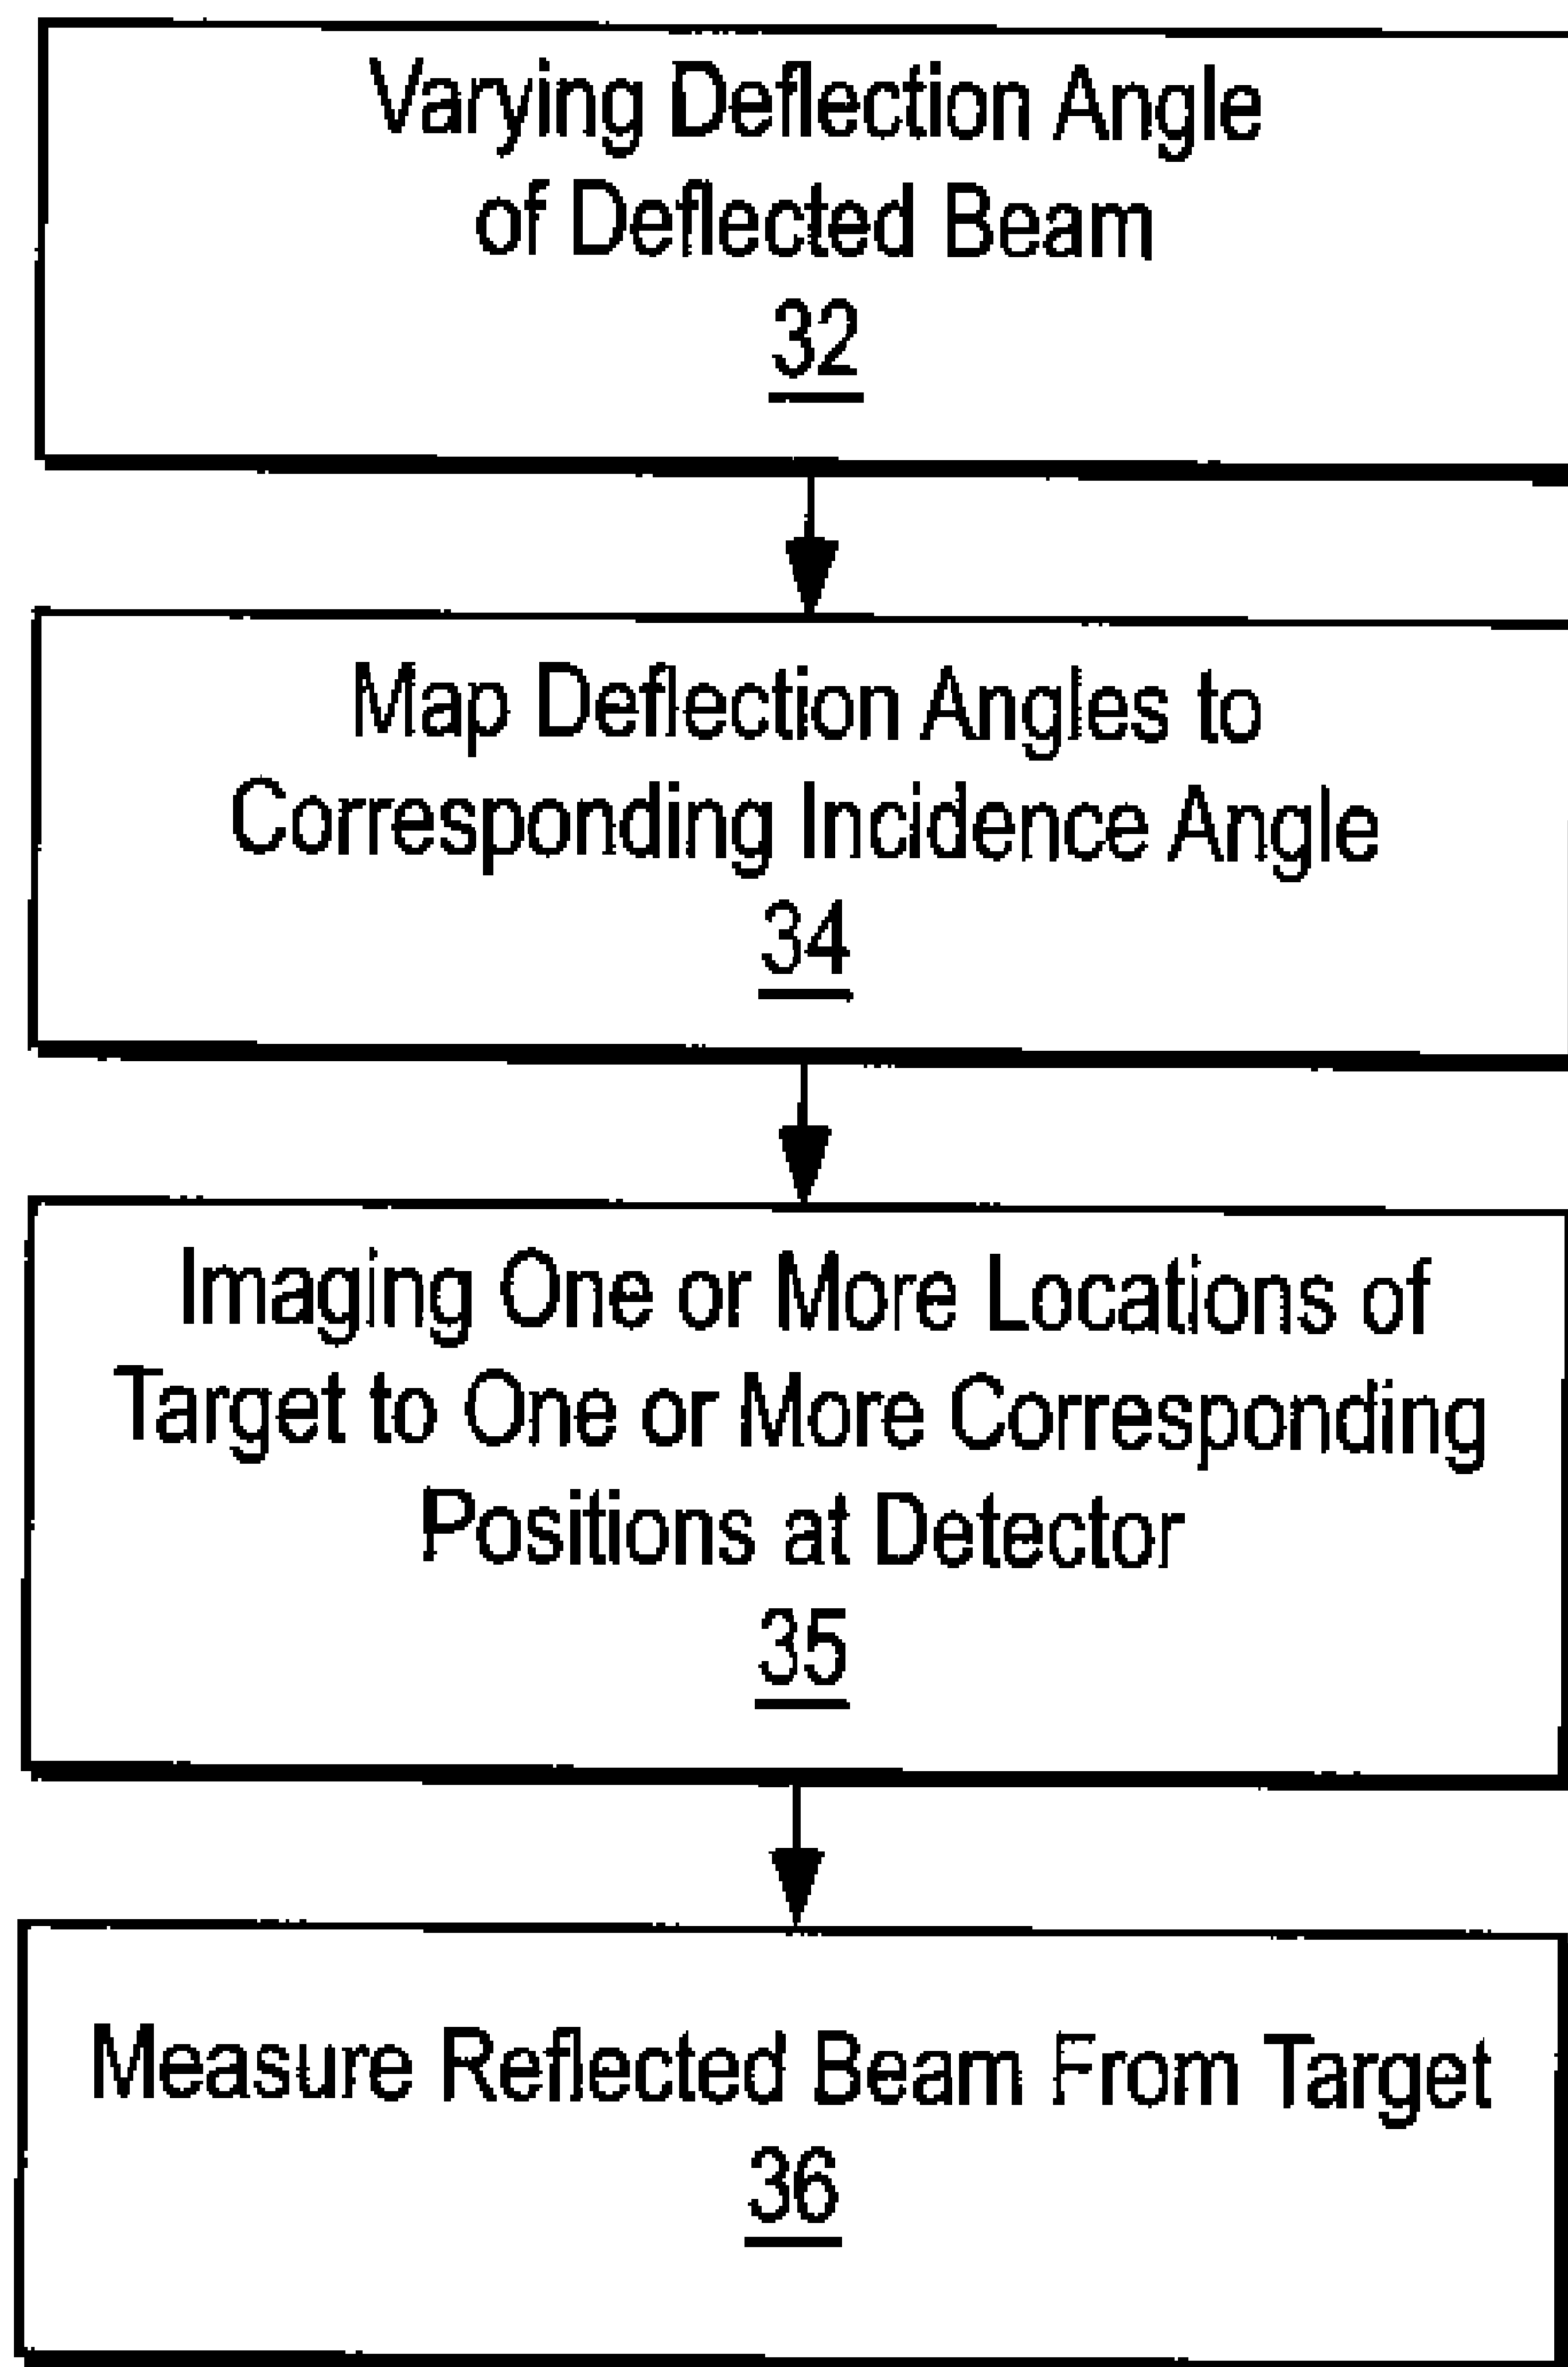 Varying Deflection Angle
of Deflected Beam
32
Map Deflection Angles to
Corresponding Incidence Angle
34
Imaging One or More Locations of
Target to One or More Corresponding
Positions at Detector
35
Measure Reflected Beam From Target
36